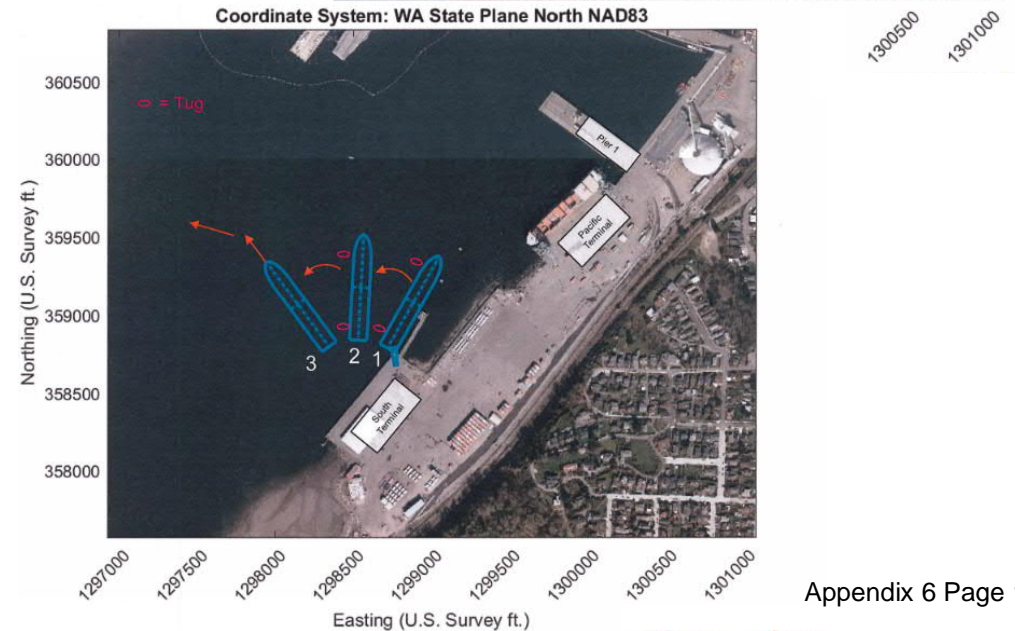 Coordinate System: WA State Plane North NAD83
1300500
1301000
360500
360000
359500
359000
358500
358000
Northing (U.S. Survey ft.)
= Tug
Pier 1
Pacific
Terminal
3
2
1
South
Terminal
1297000
1297500
1298000
1298500
1299000
1299500
1300000
1300500
1301000
Easting (U.S. Survey ft.)
Appendix 6 Page